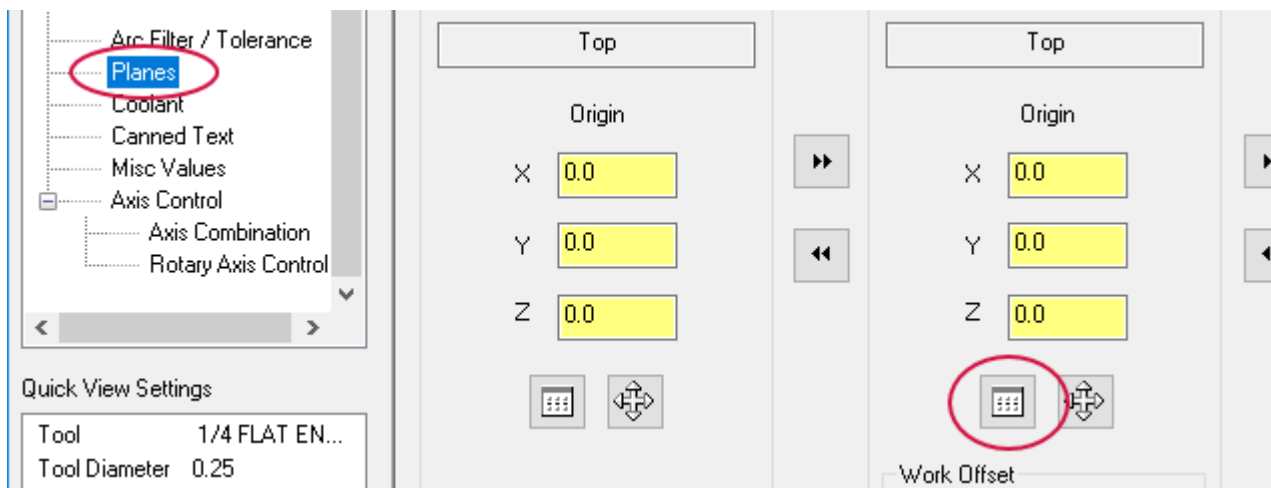 Arc Filter / Tolerance
Planes
Coolant
Canned Text
Misc Values
Axis Control
Axis Combination
Rotary Axis Control
Quick View Settings
Tool 1/4 FLAT EN...
Tool Diameter 0.25
Top
Origin
X 0.0
Y 0.0
Z 0.0
Top
Origin
X 0.0
Y 0.0
Z 0.0
Work Offset